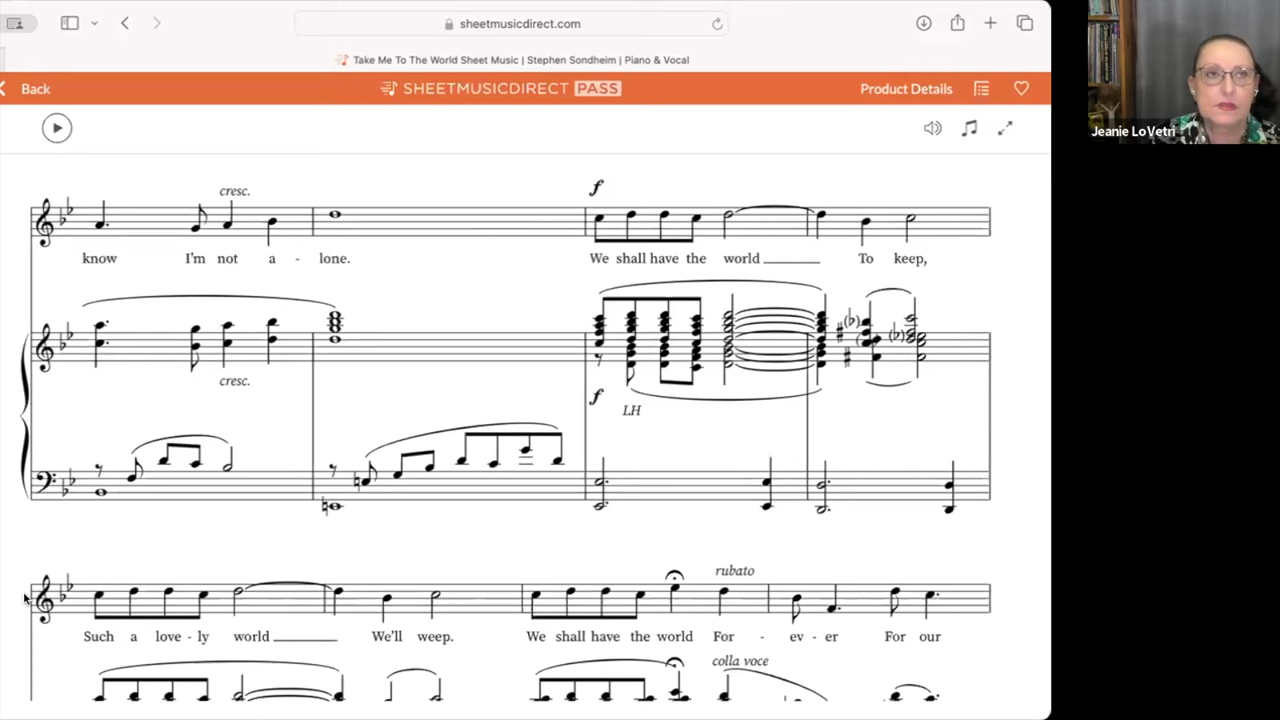 sheetmusicdirect.com
Take Me To The World Sheet Music | Stephen Sondheim | Piano & Vocal
Back
SHEETMUSICDIRECT PASS
Product Details
Jeanie LoVetri
cresc.
f
know I'm not a - lone. We shall have the world To keep,
cresc.
f
LH
rubato
Such a love - ly world We'll weep. We shall have the world For - ev - er For our
colla voce